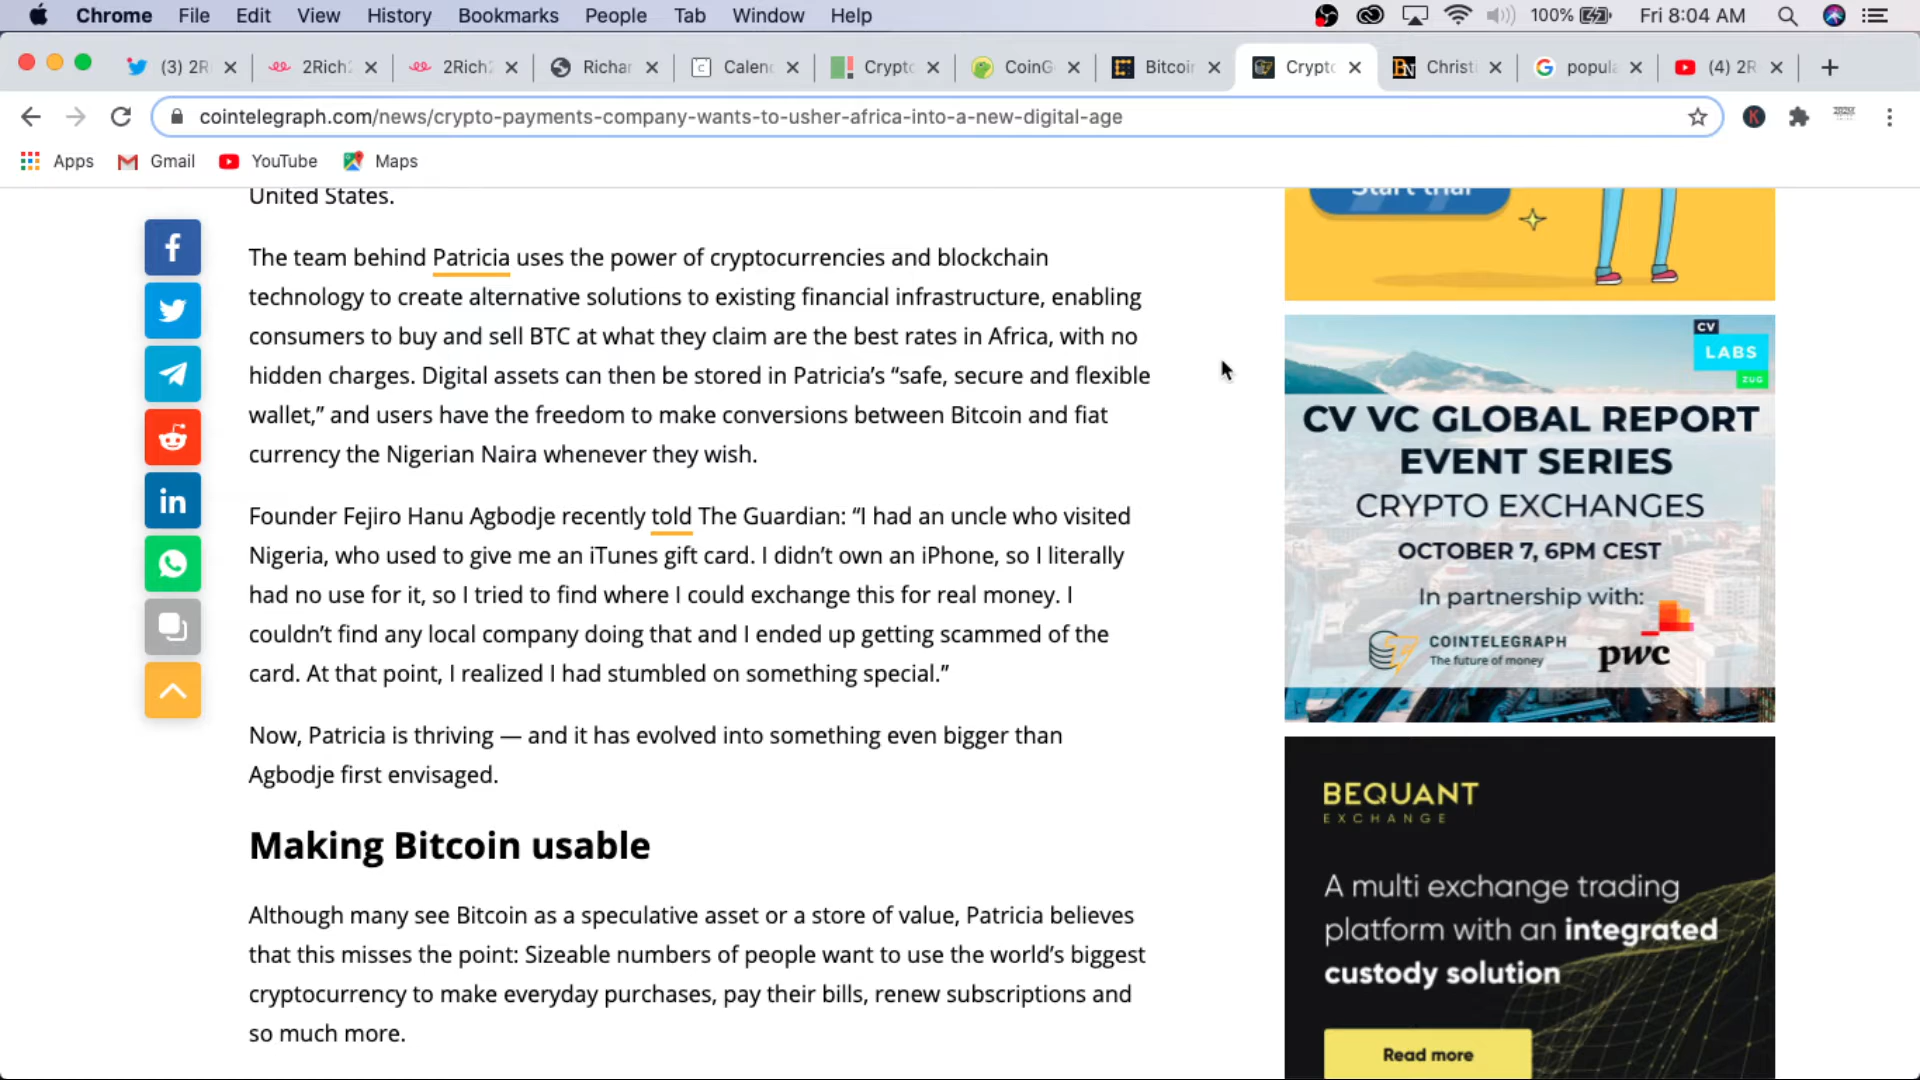 Chrome File Edit View History Bookmarks People Tab Window Help 100% Fri 8:04 AM
(3) 2R 2Rich 2Rich Richar Calend Crypto CoinG Bitcoin Crypto Christi popula (4) 2R
cointelegraph.com/news/crypto-payments-company-wants-to-usher-africa-into-a-new-digital-age
Apps Gmail YouTube Maps
United States.
The team behind Patricia uses the power of cryptocurrencies and blockchain
technology to create alternative solutions to existing financial infrastructure, enabling
consumers to buy and sell BTC at what they claim are the best rates in Africa, with no
hidden charges. Digital assets can then be stored in Patricia’s “safe, secure and flexible
wallet,” and users have the freedom to make conversions between Bitcoin and fiat
currency the Nigerian Naira whenever they wish.
Founder Fejiro Hanu Agbodje recently told The Guardian: “I had an uncle who visited
Nigeria, who used to give me an iTunes gift card. I didn’t own an iPhone, so I literally
had no use for it, so I tried to find where I could exchange this for real money. I
couldn’t find any local company doing that and I ended up getting scammed of the
card. At that point, I realized I had stumbled on something special.”
Now, Patricia is thriving — and it has evolved into something even bigger than
Agbodje first envisaged.
Making Bitcoin usable
Although many see Bitcoin as a speculative asset or a store of value, Patricia believes
that this misses the point: Sizeable numbers of people want to use the world’s biggest
cryptocurrency to make everyday purchases, pay their bills, renew subscriptions and
so much more.
Start trial
CV
LABS
ZUG
CV VC GLOBAL REPORT
EVENT SERIES
CRYPTO EXCHANGES
OCTOBER 7, 6PM CEST
In partnership with:
COINTELEGRAPH
The future of money
pwc
BEQUANT
EXCHANGE
A multi exchange trading
platform with an integrated
custody solution
Read more